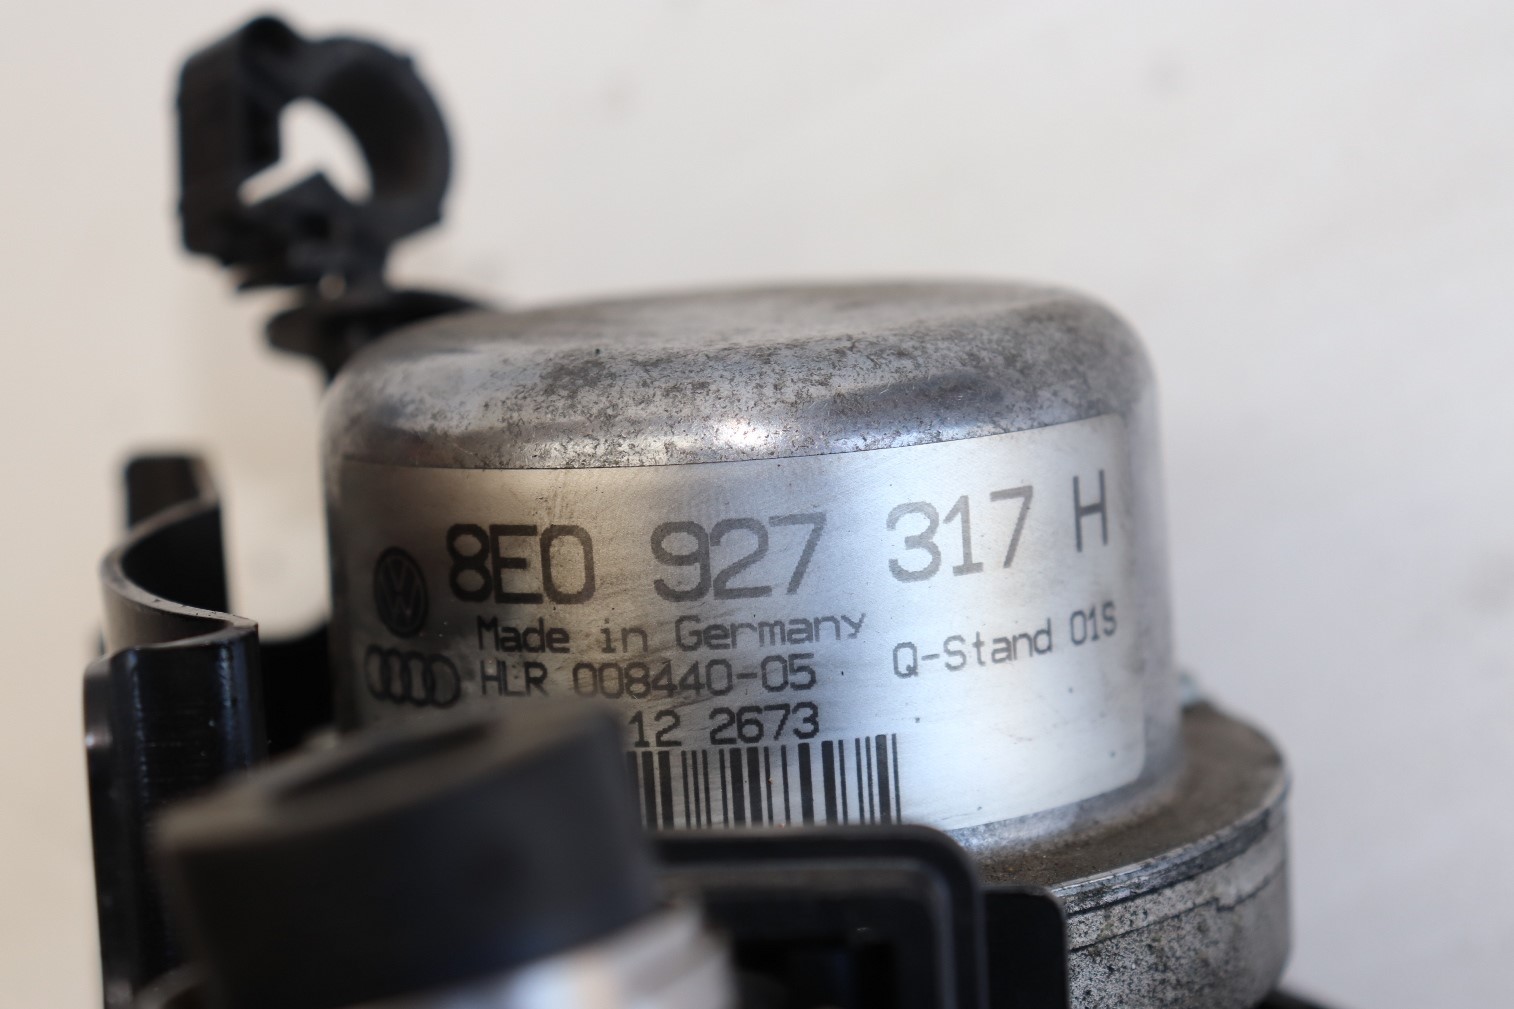 8E0 927 317 H
Made in Germany
HLR 008440-05 Q-Stand 01S
12 2673